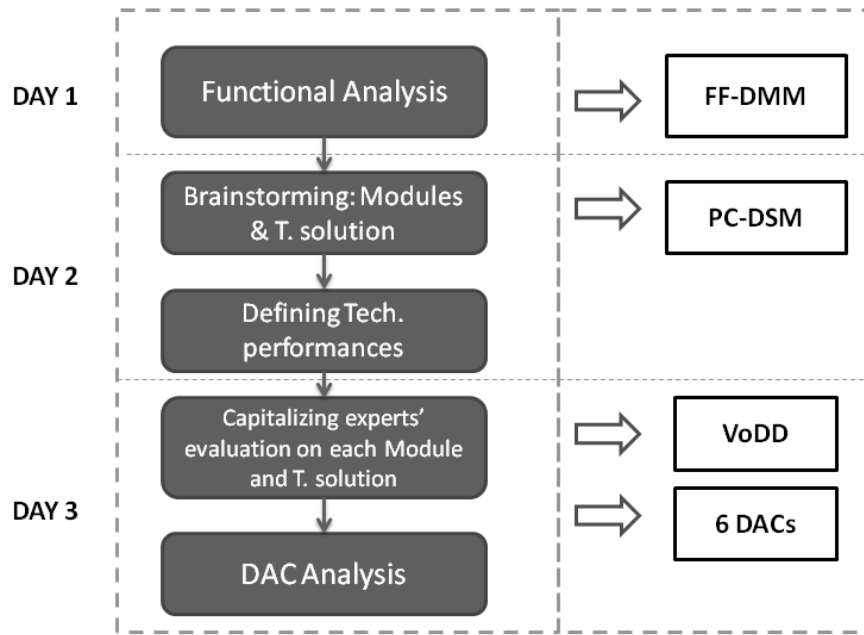 DAY 1
Functional Analysis
FF-DMM
DAY 2
Brainstorming: Modules
& T. solution
PC-DSM
Defining Tech.
performances
DAY 3
Capitalizing experts'
evaluation on each Module
and T. solution
VoDD
6 DACs
DAC Analysis